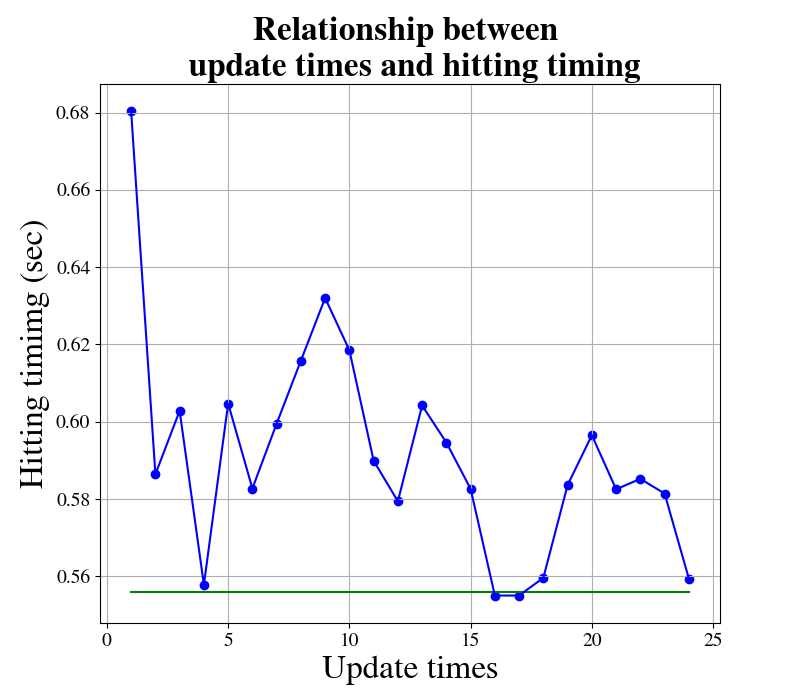 Relationship between
update times and hitting timing
0.68
0.66
0.64
0.62
0.60
0.58
0.56
Hitting timimg (sec)
0 5 10 15 20 25
Update times